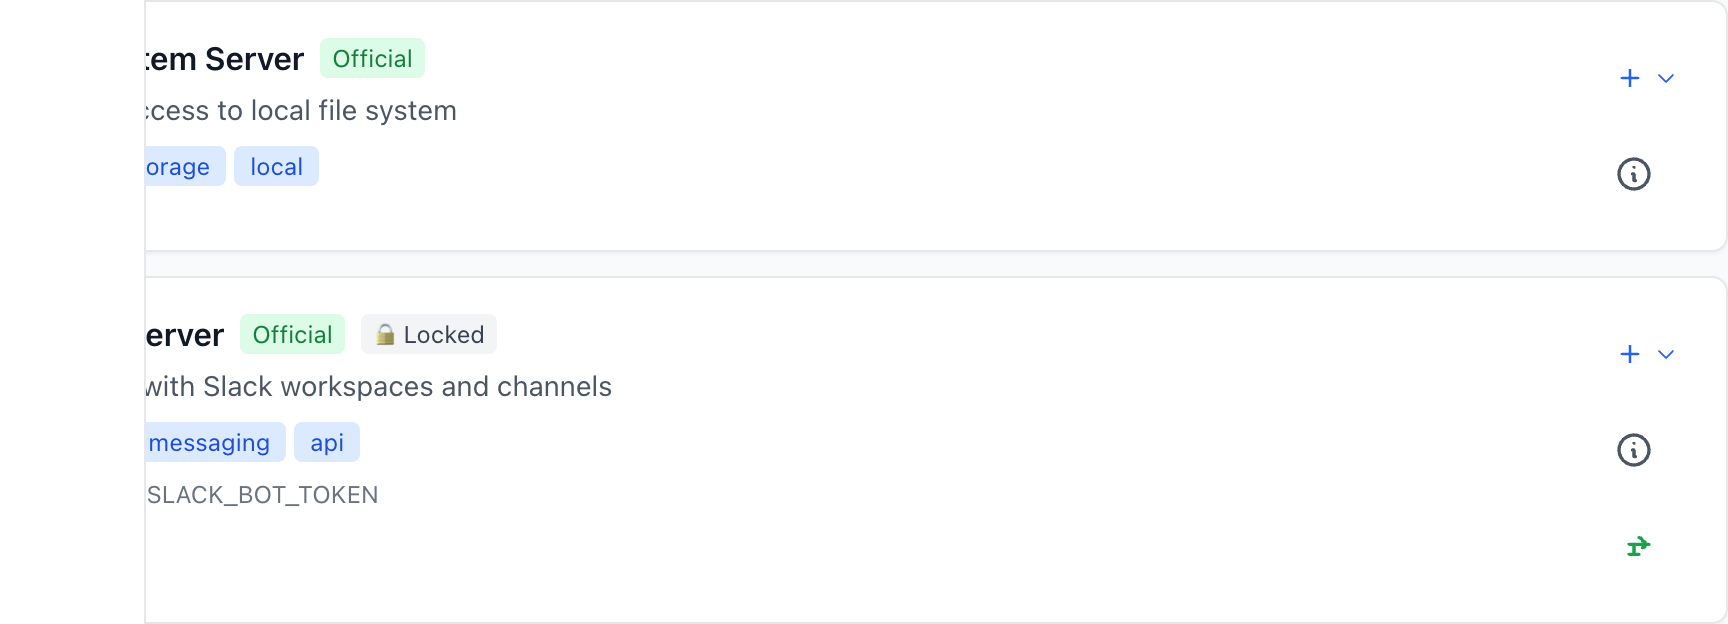 tem Server Official
ccess to local file system
orage local
erver Official Locked
with Slack workspaces and channels
messaging api
SLACK_BOT_TOKEN